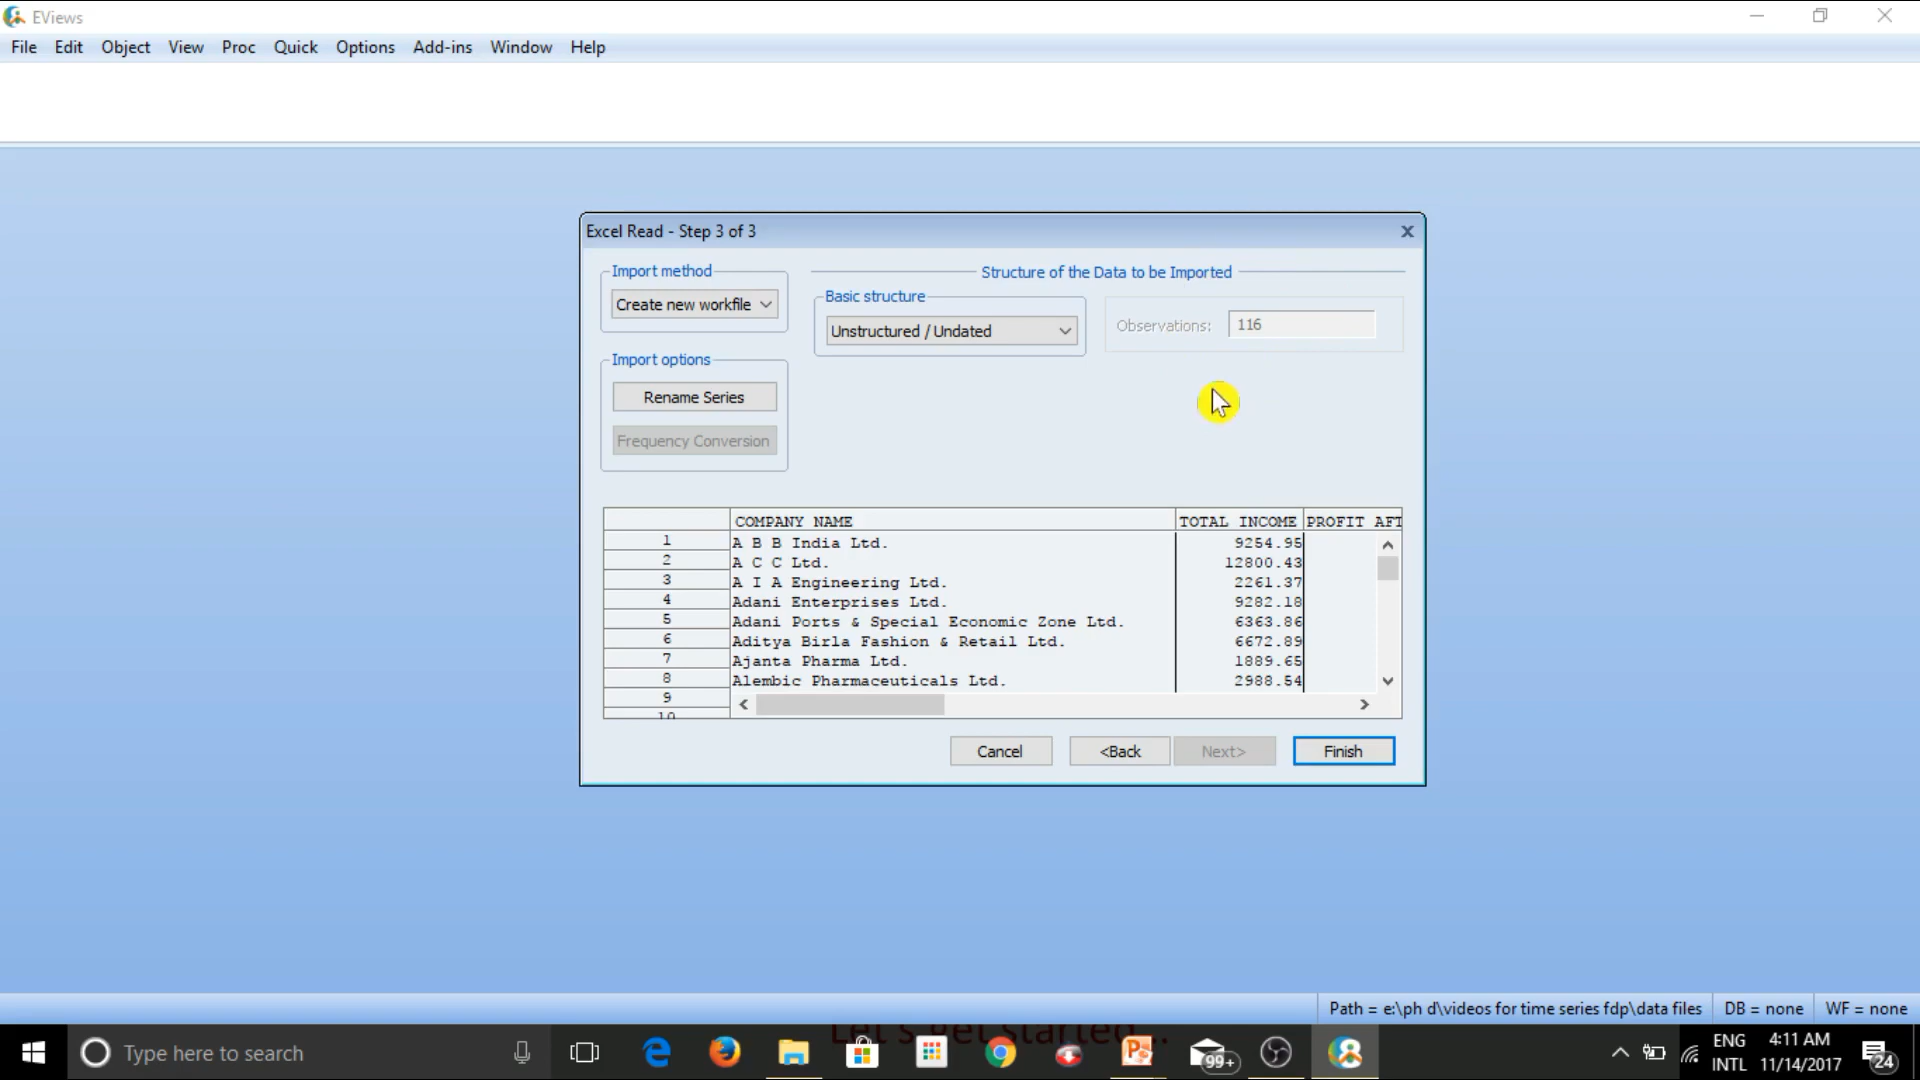 EViews
File Edit Object View Proc Quick Options Add-ins Window Help
Excel Read - Step 3 of 3
Import method
Create new workfile
Structure of the Data to be Imported
Basic structure
Unstructured / Undated
Observations: 116
Import options
Rename Series
Frequency Conversion
COMPANY NAME TOTAL INCOME PROFIT AFT
1 A B B India Ltd. 9254.95
2 A C C Ltd. 12800.43
3 A I A Engineering Ltd. 2261.37
4 Adani Enterprises Ltd. 9282.18
5 Adani Ports & Special Economic Zone Ltd. 6363.86
6 Aditya Birla Fashion & Retail Ltd. 6672.89
7 Ajanta Pharma Ltd. 1889.65
8 Alembic Pharmaceuticals Ltd. 2988.54
9
10
Cancel <Back Next> Finish
Path = e:\ph d\videos for time series fdp\data files DB = none WF = none
Let's get started...
Type here to search
99+
ENG 4:11 AM
INTL 11/14/2017
24